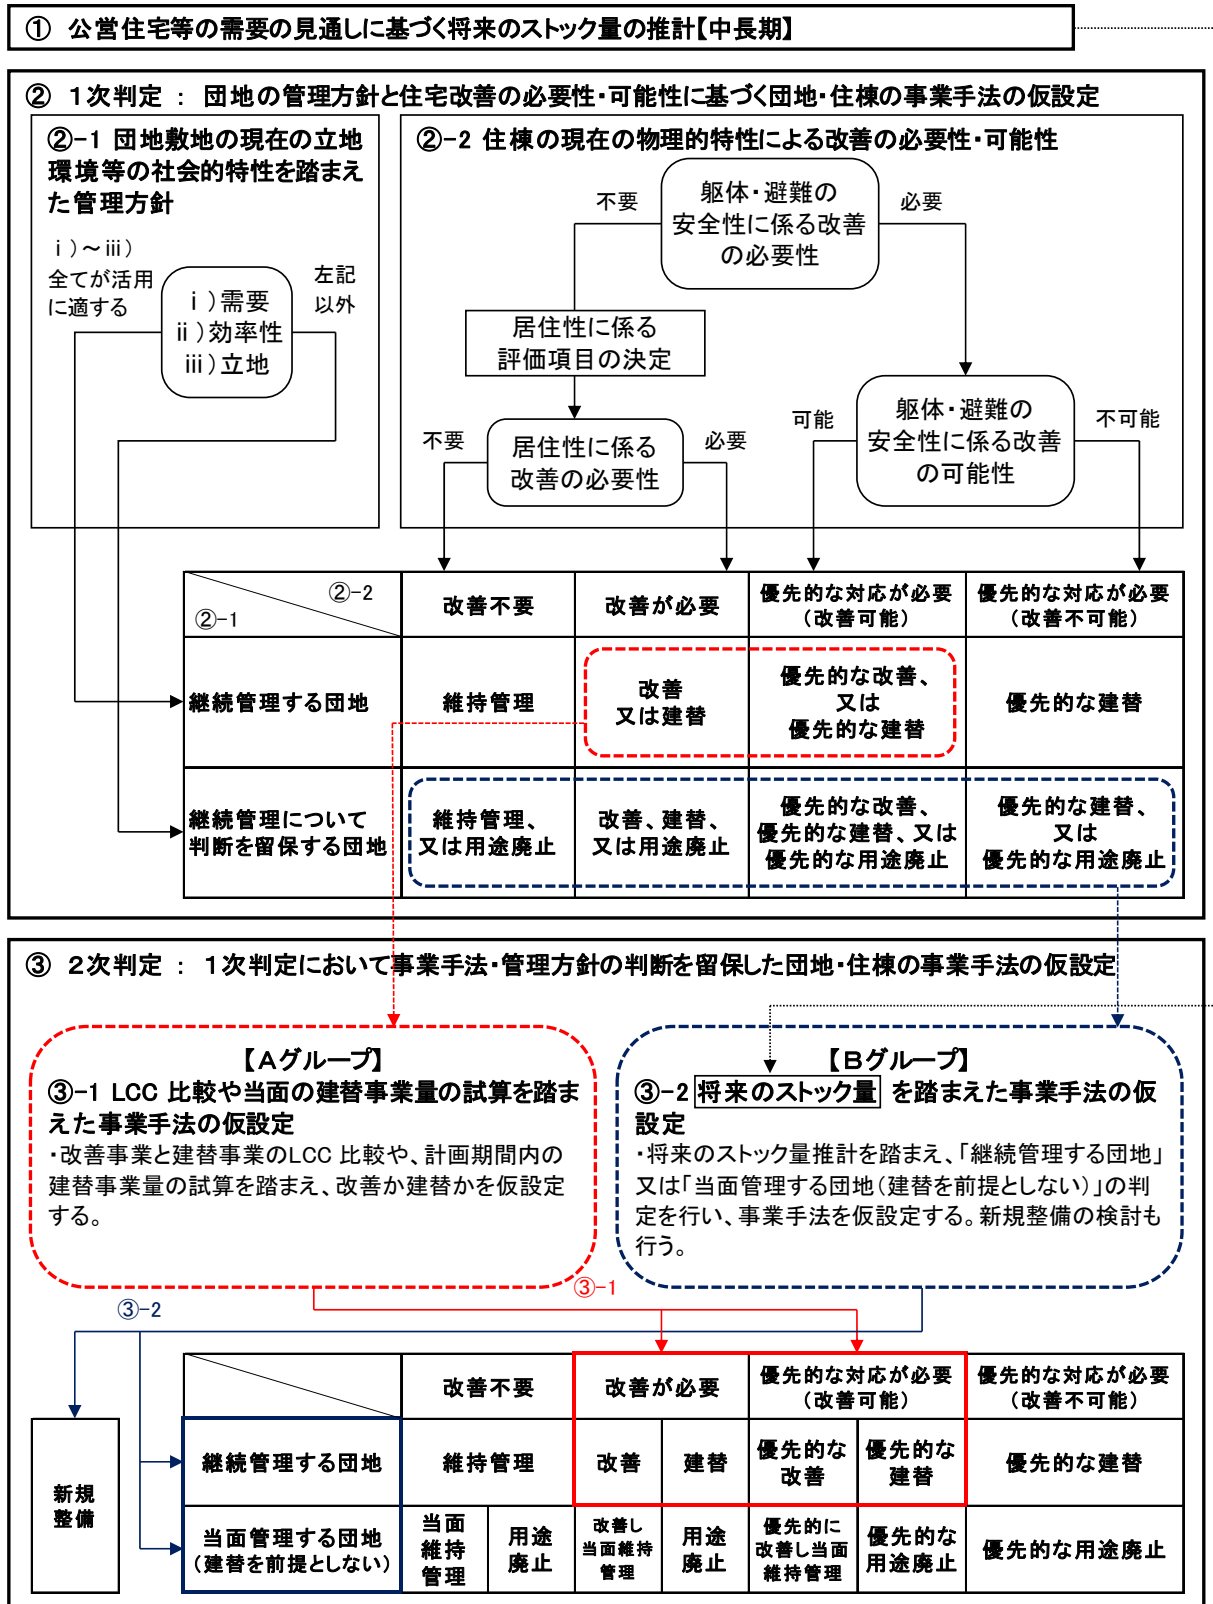 ① 公営住宅等の需要の見通しに基づく将来のストック量の推計【中長期】
② 1次判定 : 団地の管理方針と住宅改善の必要性・可能性に基づく団地・住棟の事業手法の仮設定
②-1 団地敷地の現在の立地
環境等の社会的特性を踏まえ
た管理方針
ⅰ)～ⅲ)
全てが活用
に適する
ⅰ)需要
ⅱ)効率性
ⅲ)立地
左記
以外
②-2 住棟の現在の物理的特性による改善の必要性・可能性
不要
躯体・避難の
安全性に係る改善
の必要性
必要
居住性に係る
評価項目の決定
不要
居住性に係る
改善の必要性
必要
可能
躯体・避難の
安全性に係る改善
の可能性
不可能
②-2
②-1
改善不要
改善が必要
優先的な対応が必要
(改善可能)
優先的な対応が必要
(改善不可能)
継続管理する団地
維持管理
改善
又は建替
優先的な改善、
又は
優先的な建替
優先的な建替
継続管理について
判断を留保する団地
維持管理、
又は用途廃止
改善、建替、
又は用途廃止
優先的な改善、
優先的な建替、又は
優先的な用途廃止
優先的な建替、
又は
優先的な用途廃止
③ 2次判定 : 1次判定において事業手法・管理方針の判断を留保した団地・住棟の事業手法の仮設定
【Aグループ】
③-1 LCC 比較や当面の建替事業量の試算を踏ま
えた事業手法の仮設定
・改善事業と建替事業のLCC 比較や、計画期間内の
建替事業量の試算を踏まえ、改善か建替かを仮設定
する。
【Bグループ】
③-2 将来のストック量 を踏まえた事業手法の仮
設定
・将来のストック量推計を踏まえ、「継続管理する団地」
又は「当面管理する団地(建替を前提としない)」の判
定を行い、事業手法を仮設定する。新規整備の検討も
行う。
③-1
③-2
改善不要
改善が必要
優先的な対応が必要
(改善可能)
優先的な対応が必要
(改善不可能)
新規
整備
継続管理する団地
維持管理
改善
建替
優先的な
改善
優先的な
建替
優先的な建替
当面管理する団地
(建替を前提としない)
当面
維持
管理
用途
廃止
改善し
当面維持
管理
用途
廃止
優先的に
改善し当面
維持管理
優先的な
用途廃止
優先的な用途廃止